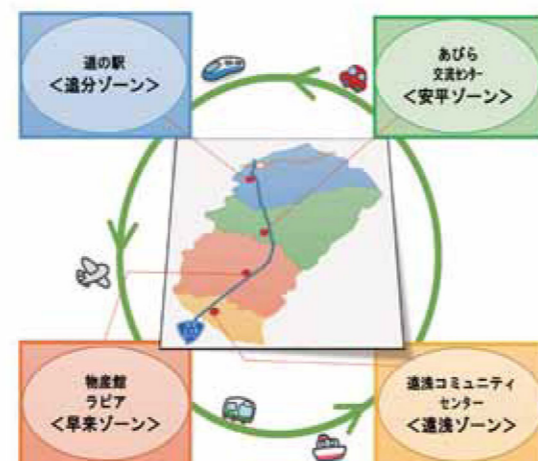 道の駅
<追分ゾーン>
あびら
交流センター
<安平ゾーン>
物産館
ラピア
<早来ゾーン>
遠浅コミュニティ
センター
<遠浅ゾーン>